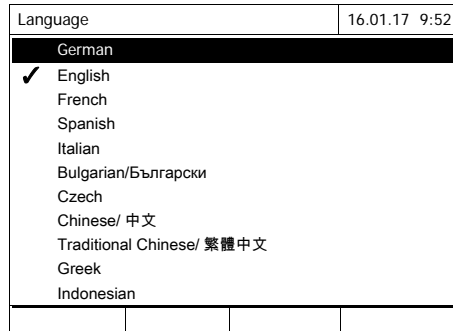 Language 16.01.17 9:52
German
✓ English
French
Spanish
Italian
Bulgarian/Български
Czech
Chinese/ 中文
Traditional Chinese/ 繁體中文
Greek
Indonesian